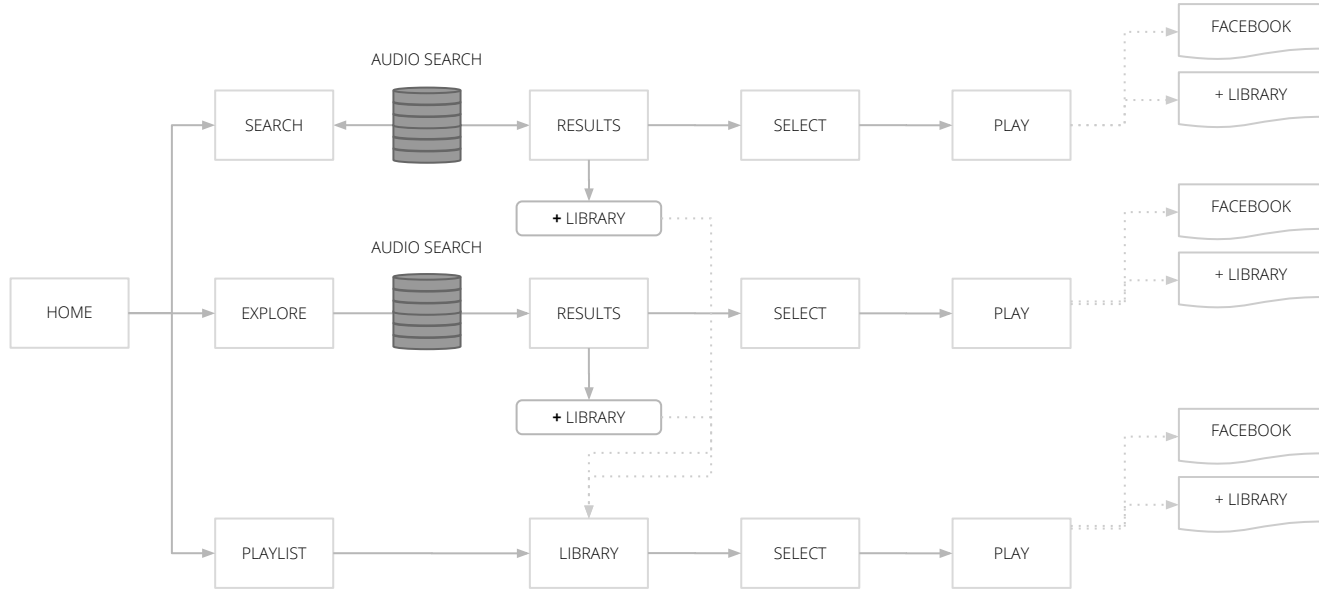 FACEBOOK
AUDIO SEARCH
+ LIBRARY
SEARCH
RESULTS
SELECT
PLAY
+ LIBRARY
FACEBOOK
AUDIO SEARCH
+ LIBRARY
HOME
EXPLORE
RESULTS
SELECT
PLAY
+ LIBRARY
FACEBOOK
+ LIBRARY
PLAYLIST
LIBRARY
SELECT
PLAY